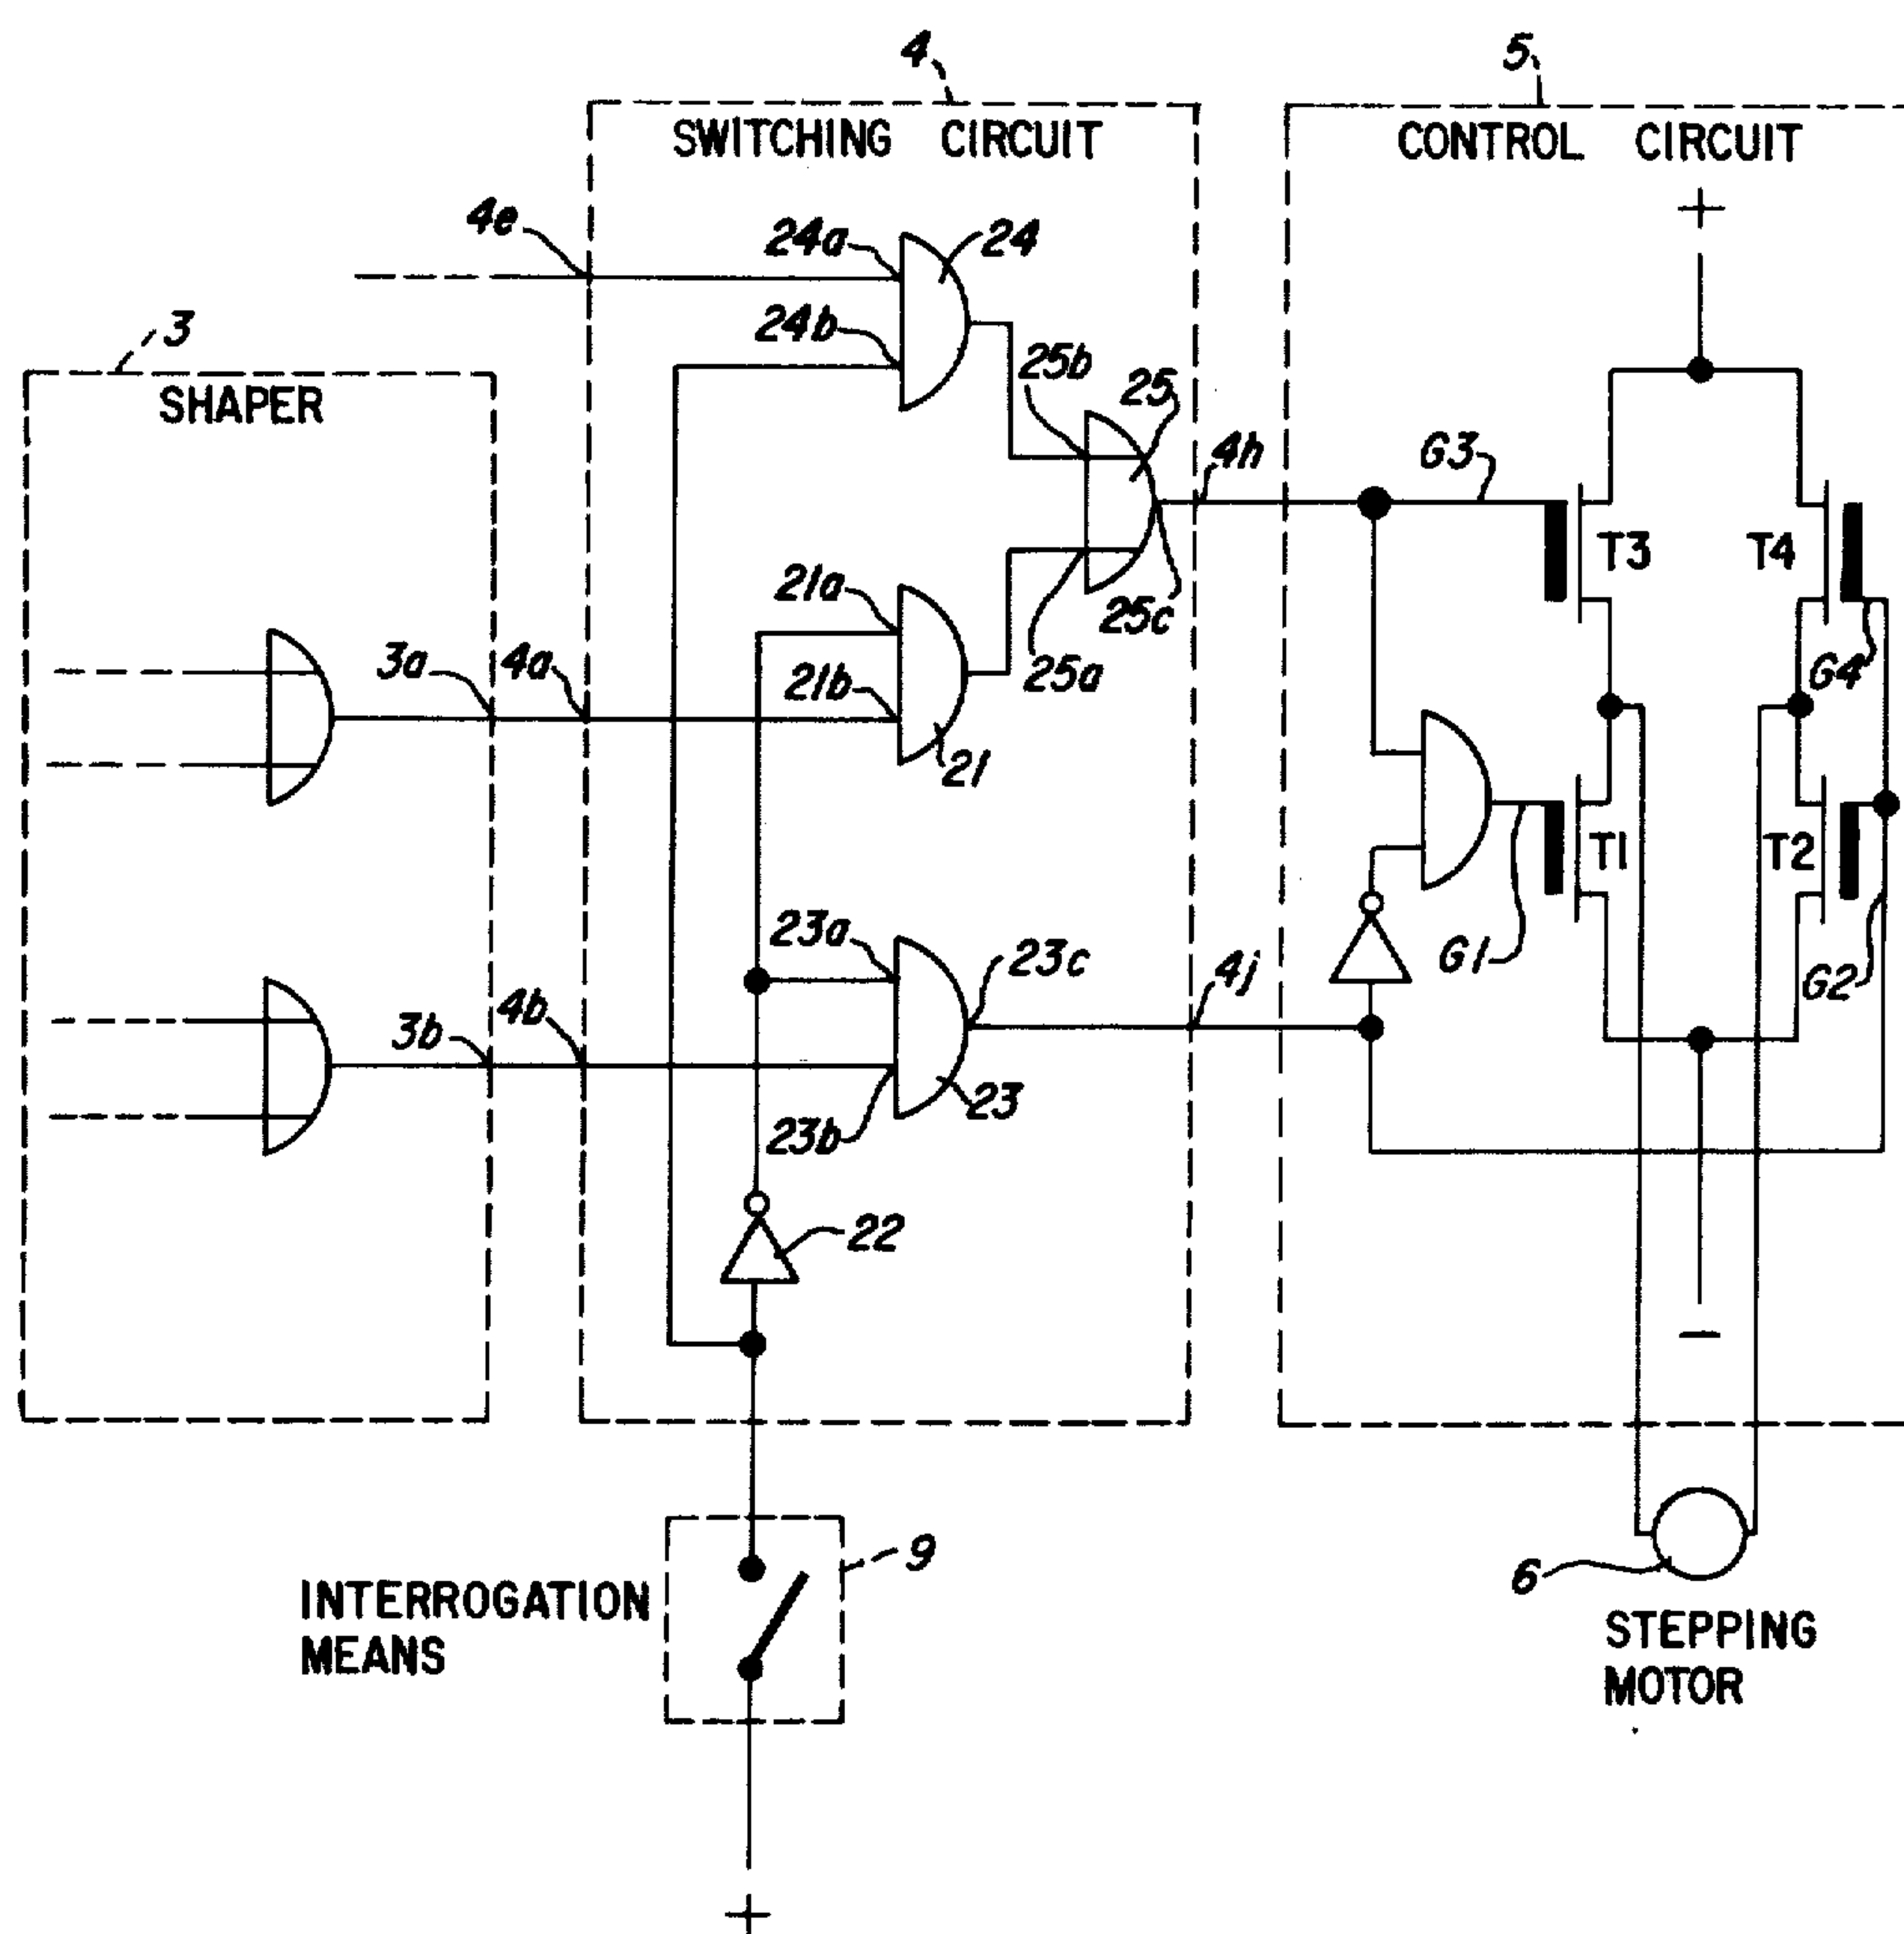 4
5
SWITCHING CIRCUIT
CONTROL CIRCUIT
+
4e
24a
24
24b
3
SHAPER
25b
25
4h
G3
T3
T4
21a
25c
3a
4a
21b
25a
G4
21
T1
T2
23a
23c
4j
G1
G2
3b
4b
23b
23
22
−
9
INTERROGATION
MEANS
6
STEPPING
MOTOR
+